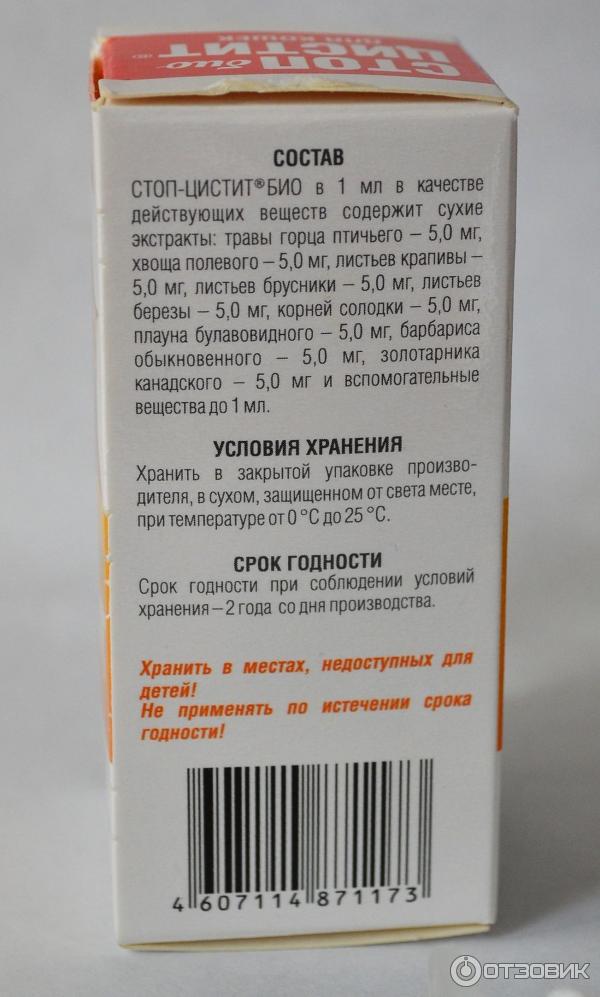 СТОП био
ЦИСТИТ®
ДЛЯ КОШЕК
СОСТАВ
СТОП-ЦИСТИТ®БИО в 1 мл в качестве
действующих веществ содержит сухие
экстракты: травы горца птичьего – 5,0 мг,
хвоща полевого – 5,0 мг, листьев крапивы –
5,0 мг, листьев брусники – 5,0 мг, листьев
березы – 5,0 мг, корней солодки – 5,0 мг,
плауна булавовидного – 5,0 мг, барбариса
обыкновенного – 5,0 мг, золотарника
канадского – 5,0 мг и вспомогательные
вещества до 1 мл.
УСЛОВИЯ ХРАНЕНИЯ
Хранить в закрытой упаковке произво-
дителя, в сухом, защищенном от света месте,
при температуре от 0 °С до 25 °С.
СРОК ГОДНОСТИ
Срок годности при соблюдении условий
хранения – 2 года со дня производства.
Хранить в местах, недоступных для
детей!
Не применять по истечении срока
годности!
4 607114 871173
ОТЗОВИК